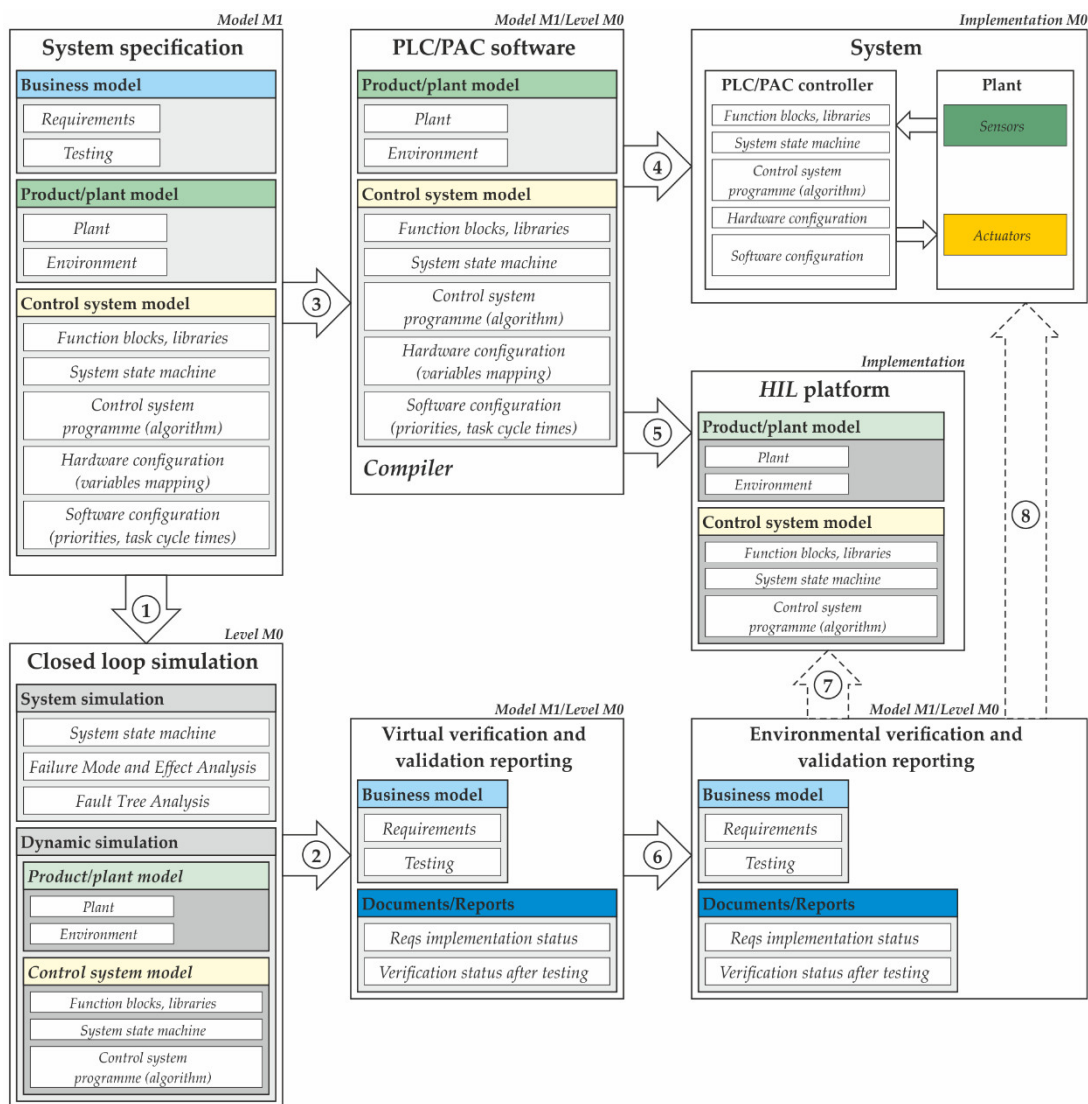 Model M1
System specification
Business model
Requirements
Testing
Product/plant model
Plant
Environment
Control system model
Function blocks, libraries
System state machine
Control system
programme (algorithm)
Hardware configuration
(variables mapping)
Software configuration
(priorities, task cycle times)
3
1
Model M1/Level M0
PLC/PAC software
Product/plant model
Plant
Environment
Control system model
Function blocks, libraries
System state machine
Control system
programme (algorithm)
Hardware configuration
(variables mapping)
Software configuration
(priorities, task cycle times)
Compiler
4
5
Implementation M0
System
PLC/PAC controller
Function blocks, libraries
System state machine
Control system
programme (algorithm)
Hardware configuration
Software configuration
Plant
Sensors
Actuators
Implementation
HIL platform
Product/plant model
Plant
Environment
Control system model
Function blocks, libraries
System state machine
Control system
programme (algorithm)
7
8
Level M0
Closed loop simulation
System simulation
System state machine
Failure Mode and Effect Analysis
Fault Tree Analysis
Dynamic simulation
Product/plant model
Plant
Environment
Control system model
Function blocks, libraries
System state machine
Control system
programme (algorithm)
2
Model M1/Level M0
Virtual verification and
validation reporting
Business model
Requirements
Testing
Documents/Reports
Reqs implementation status
Verification status after testing
6
Model M1/Level M0
Environmental verification and
validation reporting
Business model
Requirements
Testing
Documents/Reports
Reqs implementation status
Verification status after testing